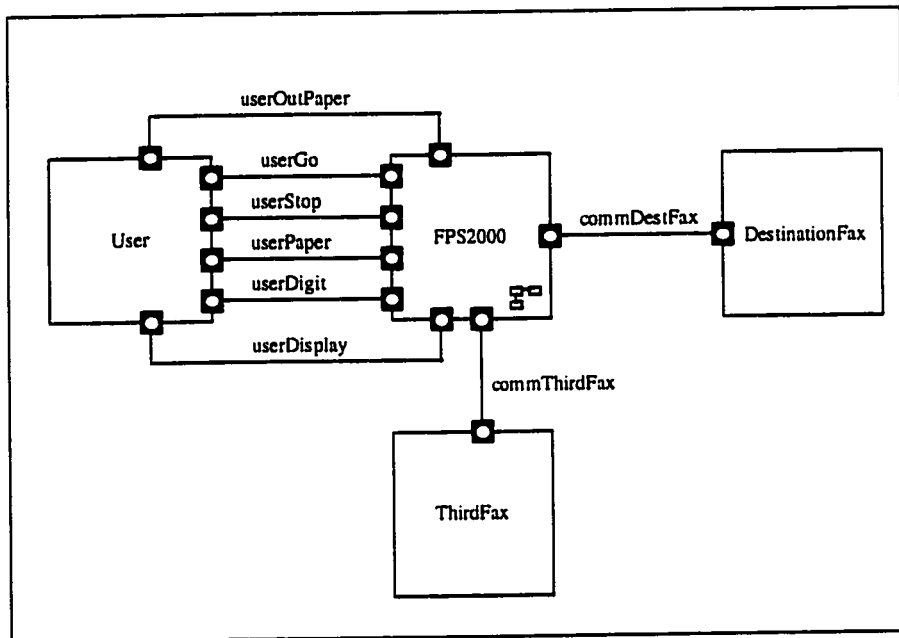 userOutPaper
userGo
userStop
userPaper
userDigit
userDisplay
User
FPS2000
commDestFax
DestinationFax
commThirdFax
ThirdFax